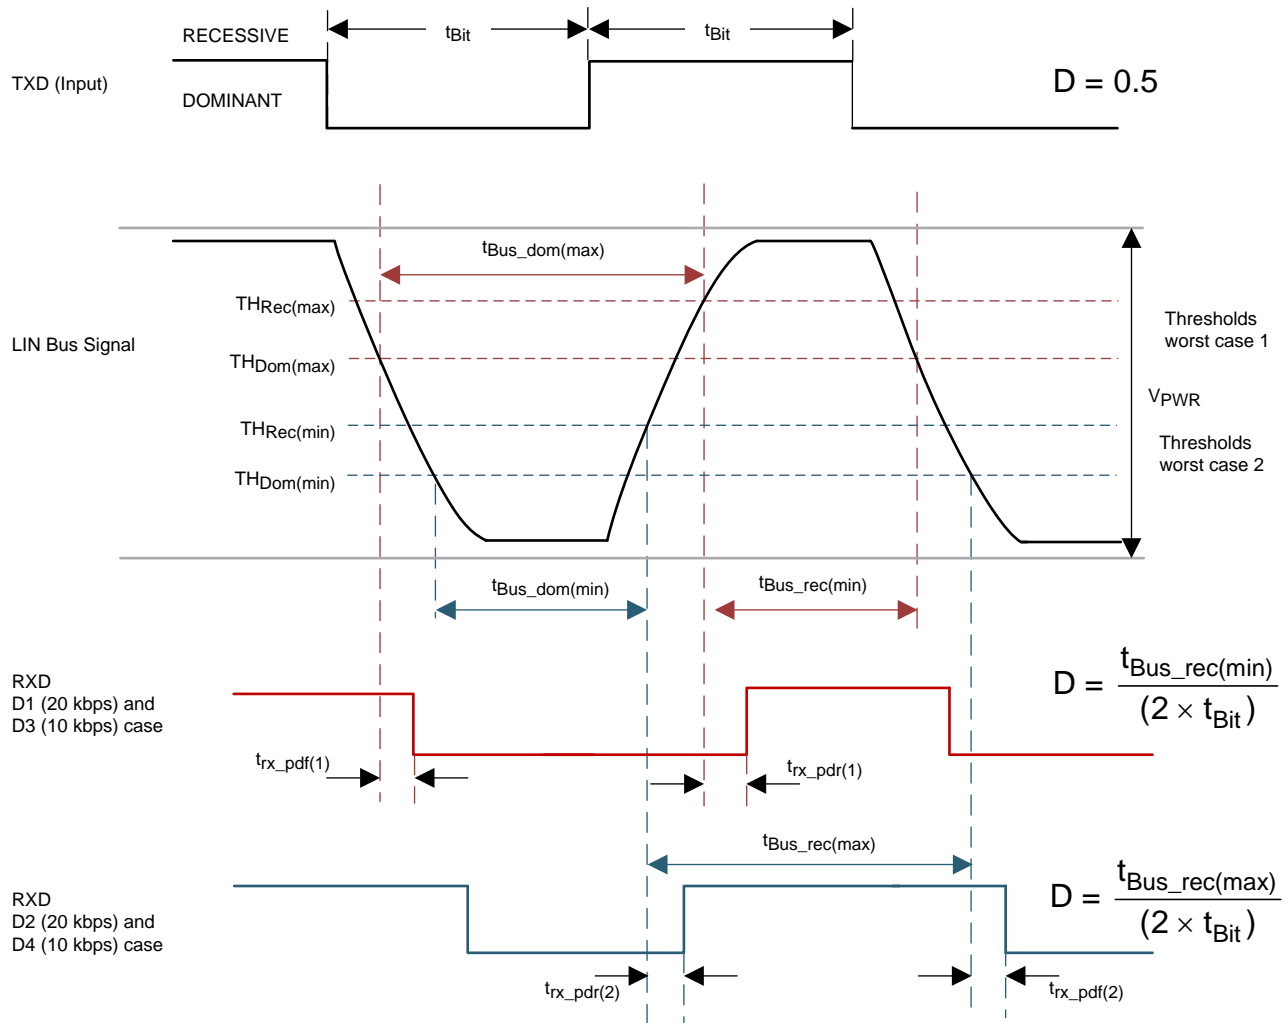 RECESSIVE
tBit
tBit
TXD (Input)
D = 0.5
DOMINANT
tBus_dom(max)
THRec(max)
Thresholds
worst case 1
LIN Bus Signal
THDom(max)
VPWR
THRec(min)
Thresholds
worst case 2
THDom(min)
tBus_dom(min)
tBus_rec(min)
RXD
D1 (20 kbps) and
D3 (10 kbps) case
D = tBus_rec(min)
(2 × tBit)
trx_pdf(1)
trx_pdr(1)
tBus_rec(max)
RXD
D2 (20 kbps) and
D4 (10 kbps) case
D = tBus_rec(max)
(2 × tBit)
trx_pdr(2)
trx_pdf(2)